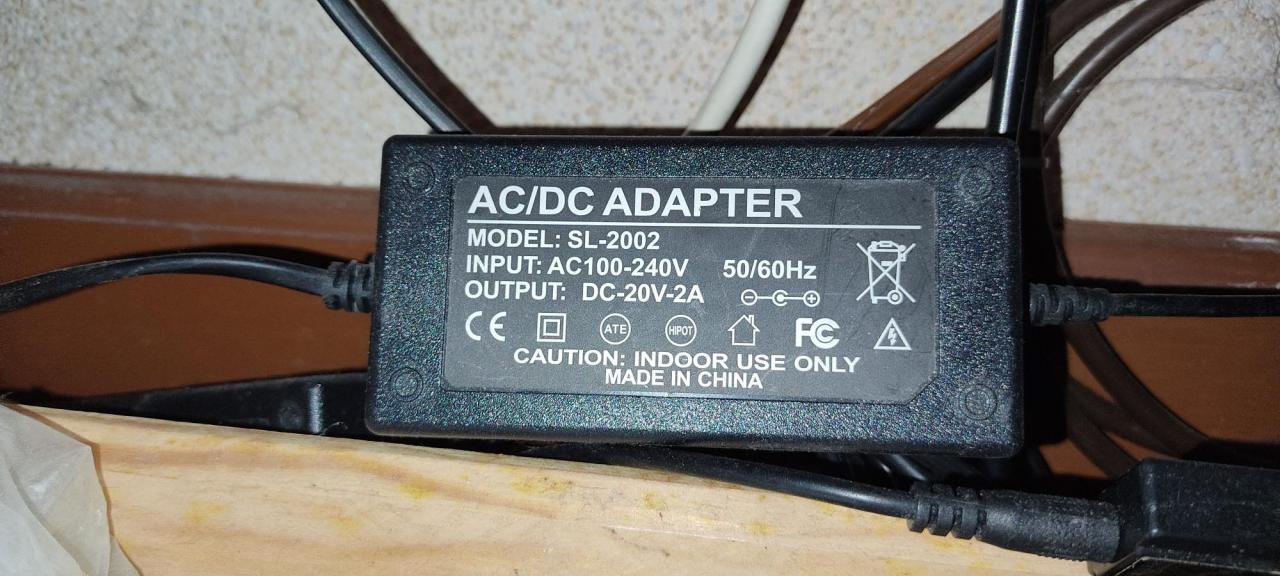 AC/DC ADAPTER
MODEL: SL-2002
INPUT: AC100-240V 50/60Hz
OUTPUT: DC-20V-2A
CE ATE HIPOT FC
CAUTION: INDOOR USE ONLY
MADE IN CHINA